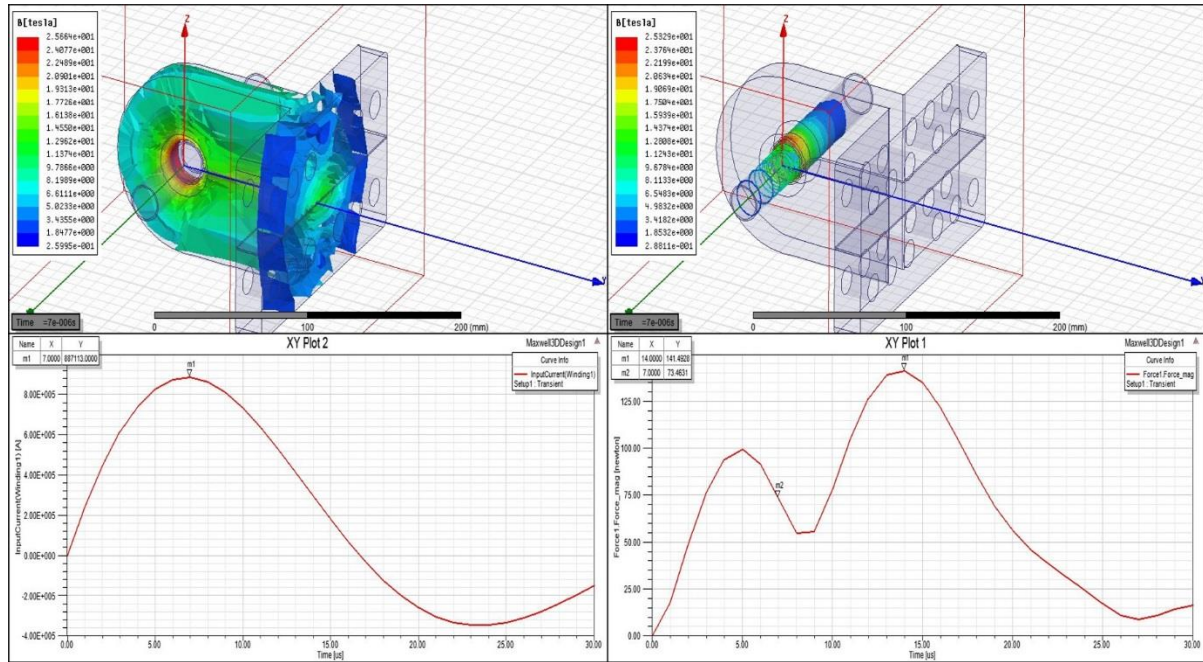 B[tesla]
2.5664e+001
2.4077e+001
2.2489e+001
2.0901e+001
1.9313e+001
1.7726e+001
1.6138e+001
1.4550e+001
1.2962e+001
1.1374e+001
9.7866e+000
8.1989e+000
6.6111e+000
5.0233e+000
3.4355e+000
1.8477e+000
2.5995e-001
Z
Time =7e-006s
0 100 200 (mm)
B[tesla]
2.5329e+001
2.3764e+001
2.2199e+001
2.0634e+001
1.9069e+001
1.7504e+001
1.5939e+001
1.4374e+001
1.2808e+001
1.1243e+001
9.6784e+000
8.1133e+000
6.5483e+000
4.9832e+000
3.4182e+000
1.8532e+000
2.8811e-001
Z
Y
Time =7e-006s
0 100 200 (mm)
XY Plot 2
Maxwell3DDesign1
Name X Y
m1 7.0000 887113.0000
Curve Info
InputCurrent(Winding1)
Setup1 : Transient
m1
8.00E+005
6.00E+005
4.00E+005
2.00E+005
0.00E+000
-2.00E+005
-4.00E+005
InputCurrent(Winding1) [A]
0.00 5.00 10.00 15.00 20.00 25.00 30.00
Time [us]
XY Plot 1
Maxwell3DDesign1
Name X Y
m1 14.0000 141.4928
m2 7.0000 73.4631
Curve Info
Force1.Force_mag
Setup1 : Transient
m1
m2
125.00
100.00
75.00
50.00
25.00
0.00
Force1.Force_mag [newton]
0.00 5.00 10.00 15.00 20.00 25.00 30.00
Time [us]